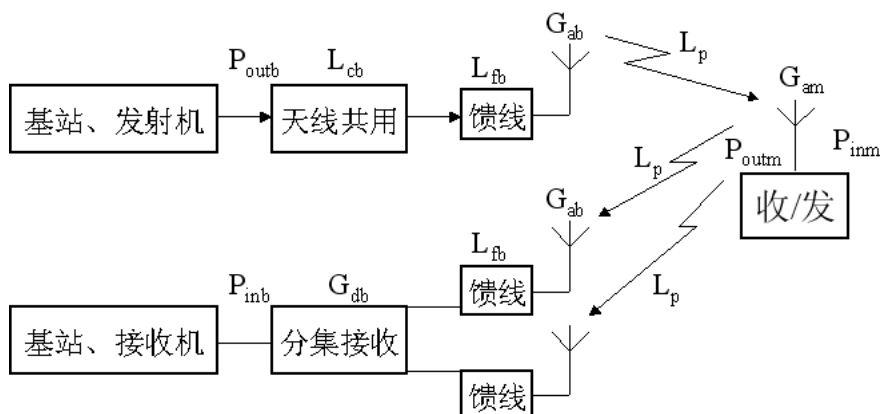 G_ab
L_p
P_outb
L_cb
L_fb
G_am
基站、发射机
天线共用
馈线
L_p
P_outm
P_inm
G_ab
收/发
L_fb
P_inb
G_db
馈线
L_p
基站、接收机
分集接收
馈线